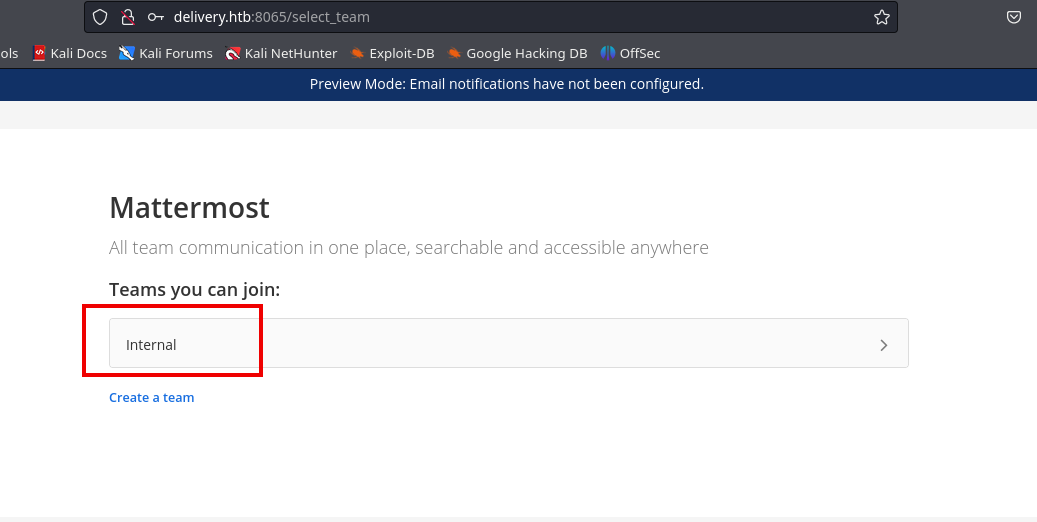 delivery.htb:8065/select_team
ols Kali Docs Kali Forums Kali NetHunter Exploit-DB Google Hacking DB OffSec
Preview Mode: Email notifications have not been configured.
Mattermost
All team communication in one place, searchable and accessible anywhere
Teams you can join:
Internal
Create a team